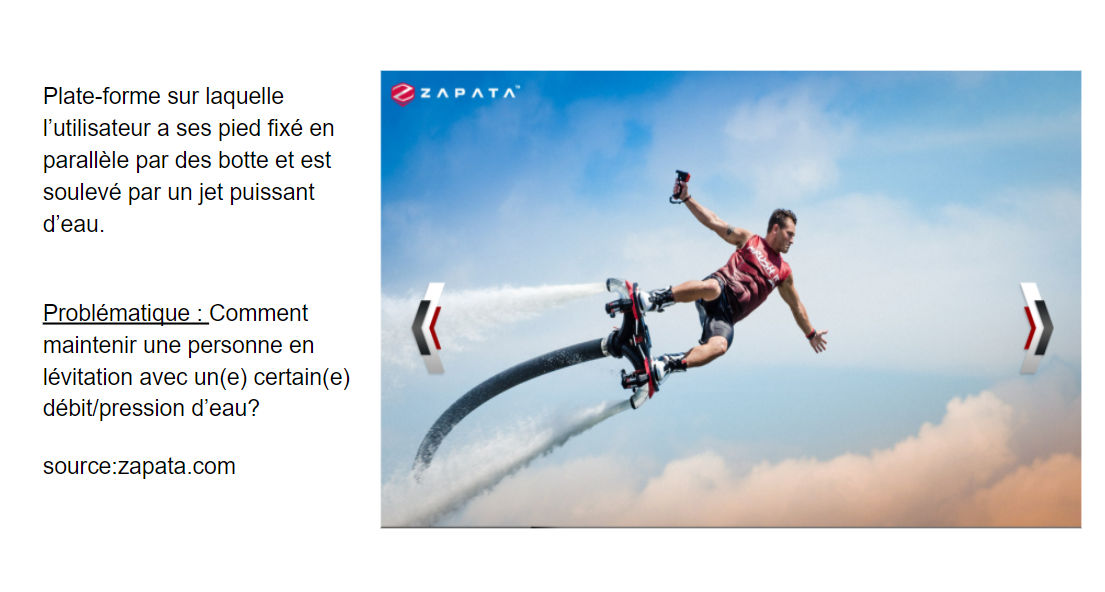 Plate-forme sur laquelle
l’utilisateur a ses pied fixé en
parallèle par des botte et est
soulevé par un jet puissant
d’eau.
Problématique : Comment
maintenir une personne en
lévitation avec un(e) certain(e)
débit/pression d’eau?
source:zapata.com
ZAPATA™